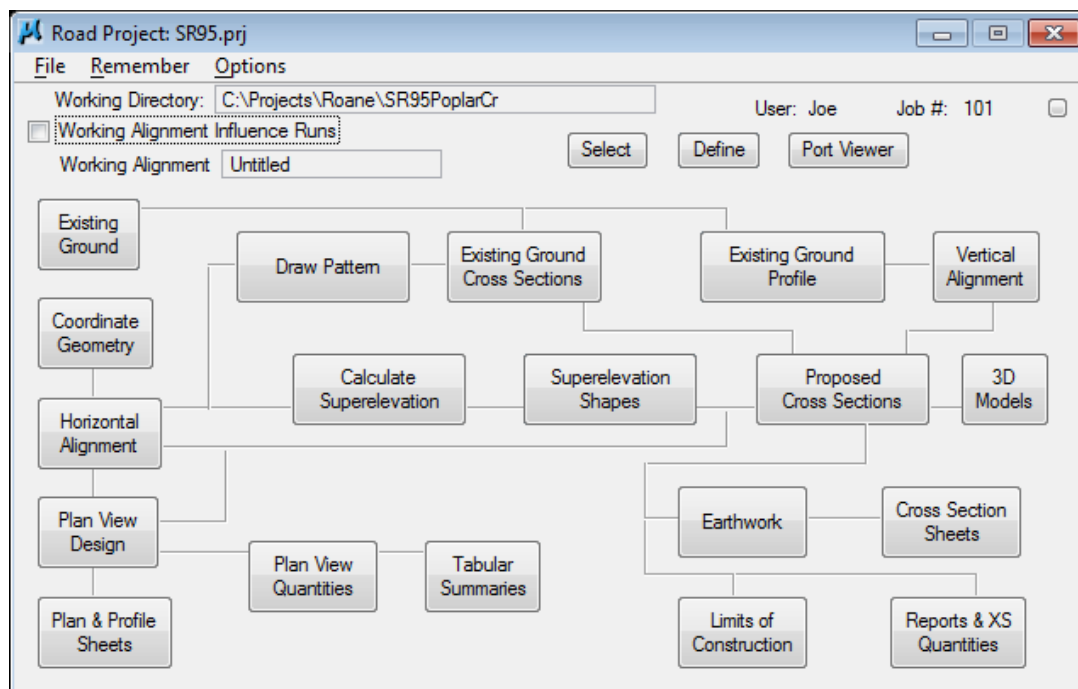 Road Project: SR95.prj
File Remember Options
Working Directory: C:\Projects\Roane\SR95PoplarCr
User: Joe Job #: 101
Working Alignment Influence Runs
Select Define Port Viewer
Working Alignment Untitled
Existing
Ground
Draw Pattern
Existing Ground
Cross Sections
Existing Ground
Profile
Vertical
Alignment
Coordinate
Geometry
Calculate
Superelevation
Superelevation
Shapes
Proposed
Cross Sections
3D
Models
Horizontal
Alignment
Plan View
Design
Earthwork
Cross Section
Sheets
Plan View
Quantities
Tabular
Summaries
Plan & Profile
Sheets
Limits of
Construction
Reports & XS
Quantities